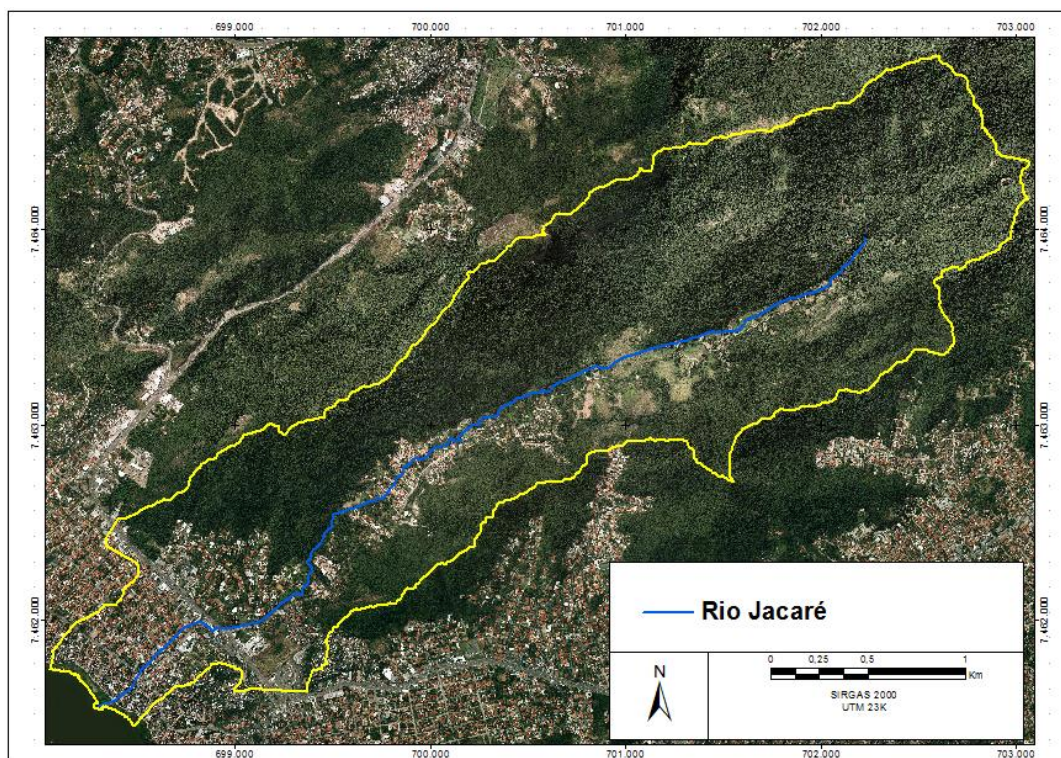 699.000 700.000 701.000 702.000 703.000
7.464.000 7.464.000
7.463.000 7.463.000
7.462.000 7.462.000
Rio Jacaré
N
0 0,25 0,5 1
Km
SIRGAS 2000
UTM 23K
699.000 700.000 701.000 702.000 703.000